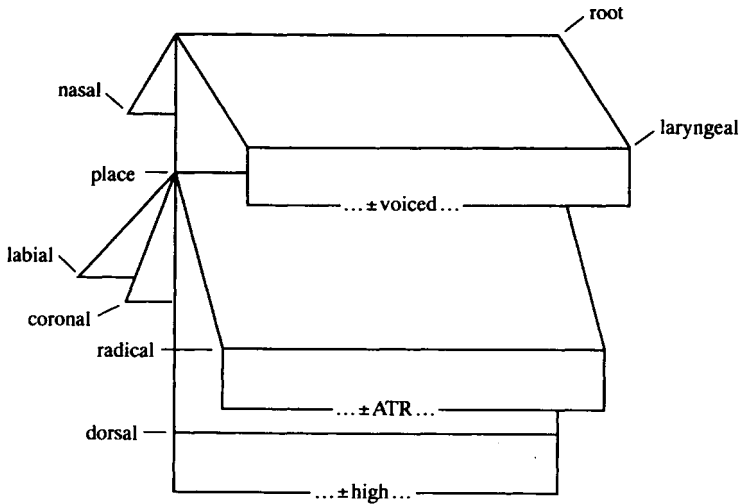 root
nasal
laryngeal
place
...±voiced...
labial
coronal
radical
...±ATR...
dorsal
...±high...